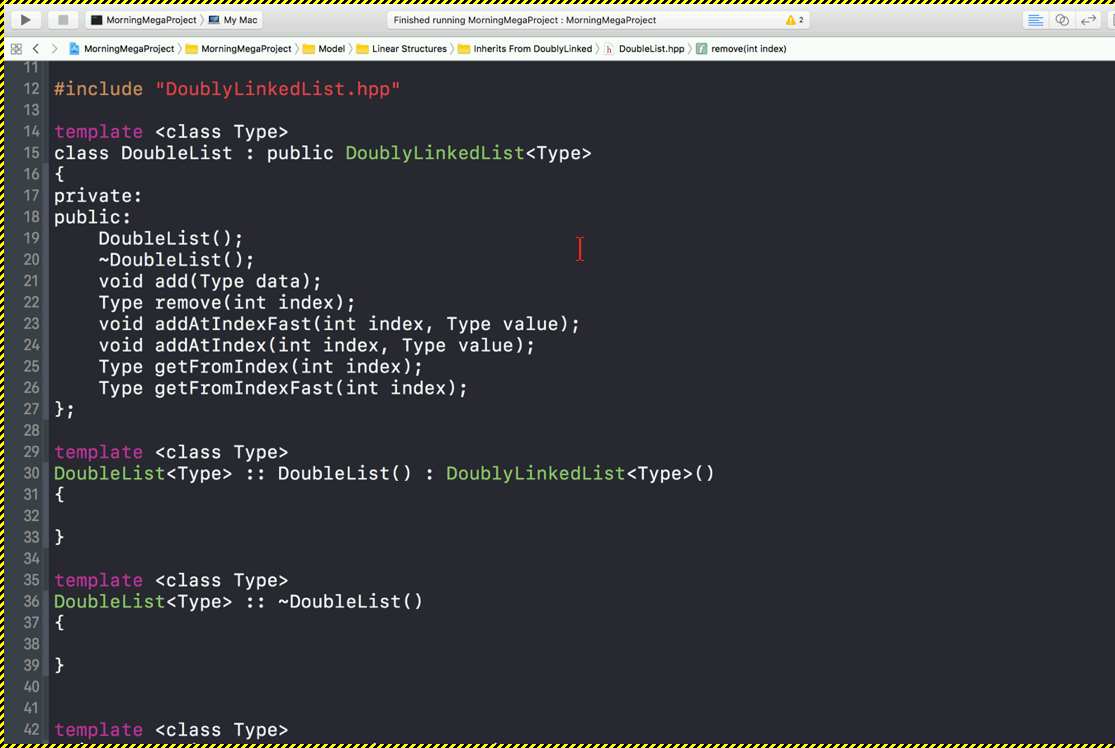 MorningMegaProject 〉 My Mac
Finished running MorningMegaProject : MorningMegaProject
2
MorningMegaProject 〉 MorningMegaProject 〉 Model 〉 Linear Structures 〉 Inherits From DoublyLinked 〉 h DoubleList.hpp 〉 f remove(int index)
11
12 #include "DoublyLinkedList.hpp"
13
14 template <class Type>
15 class DoubleList : public DoublyLinkedList<Type>
16 {
17 private:
18 public:
19     DoubleList();
20     ~DoubleList();
21     void add(Type data);
22     Type remove(int index);
23     void addAtIndexFast(int index, Type value);
24     void addAtIndex(int index, Type value);
25     Type getFromIndex(int index);
26     Type getFromIndexFast(int index);
27 };
28
29 template <class Type>
30 DoubleList<Type> :: DoubleList() : DoublyLinkedList<Type>()
31 {
32
33 }
34
35 template <class Type>
36 DoubleList<Type> :: ~DoubleList()
37 {
38
39 }
40
41
42 template <class Type>